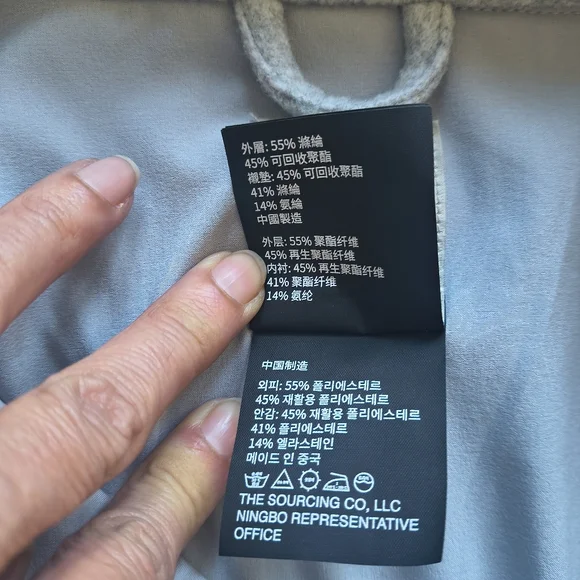 外層: 55% 滌綸
45% 可回收聚酯
襯墊: 45% 可回收聚酯
41% 滌綸
14% 氨綸
中國製造
外层: 55% 聚酯纤维
45% 再生聚酯纤维
内衬: 45% 再生聚酯纤维
41% 聚酯纤维
14% 氨纶
中国制造
외피: 55% 폴리에스테르
45% 재활용 폴리에스테르
안감: 45% 재활용 폴리에스테르
41% 폴리에스테르
14% 엘라스테인
메이드 인 중국
THE SOURCING CO, LLC
NINGBO REPRESENTATIVE
OFFICE